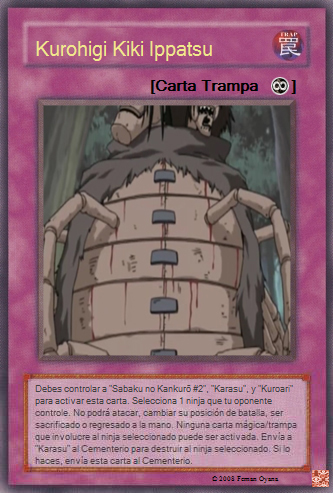 Kurohigi Kiki Ippatsu
TRAP
罠
[Carta Trampa ]
Debes controlar a "Sabaku no Kankurō #2", "Karasu", y "Kuroari"
para activar esta carta. Selecciona 1 ninja que tu oponente
controle. No podrá atacar, cambiar su posición de batalla, ser
sacrificado o regresado a la mano. Ninguna carta mágica/trampa
que involucre al ninja seleccionado puede ser activada. Envía a
"Karasu" al Cementerio para destruir al ninja seleccionado. Si lo
haces, envía esta carta al Cementerio.
© 2008 Foman Oyana